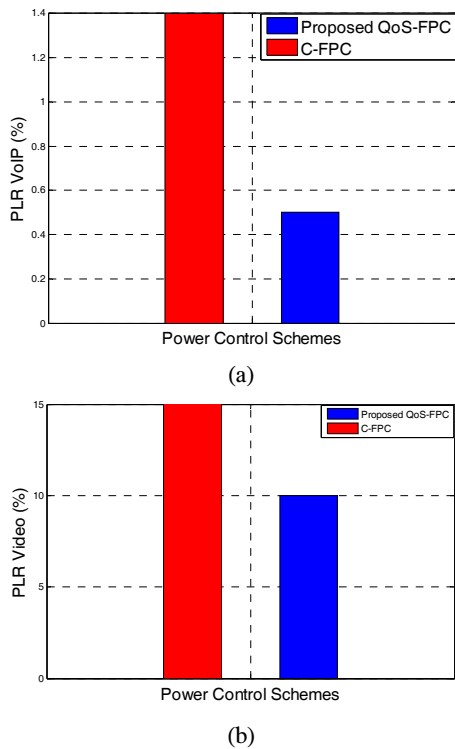 1.4
1.2
1
0.8
0.6
0.4
0.2
0
PLR VoIP (%)
Proposed QoS-FPC
C-FPC
Power Control Schemes
(a)
15
10
5
0
PLR Video (%)
Proposed QoS-FPC
C-FPC
Power Control Schemes
(b)